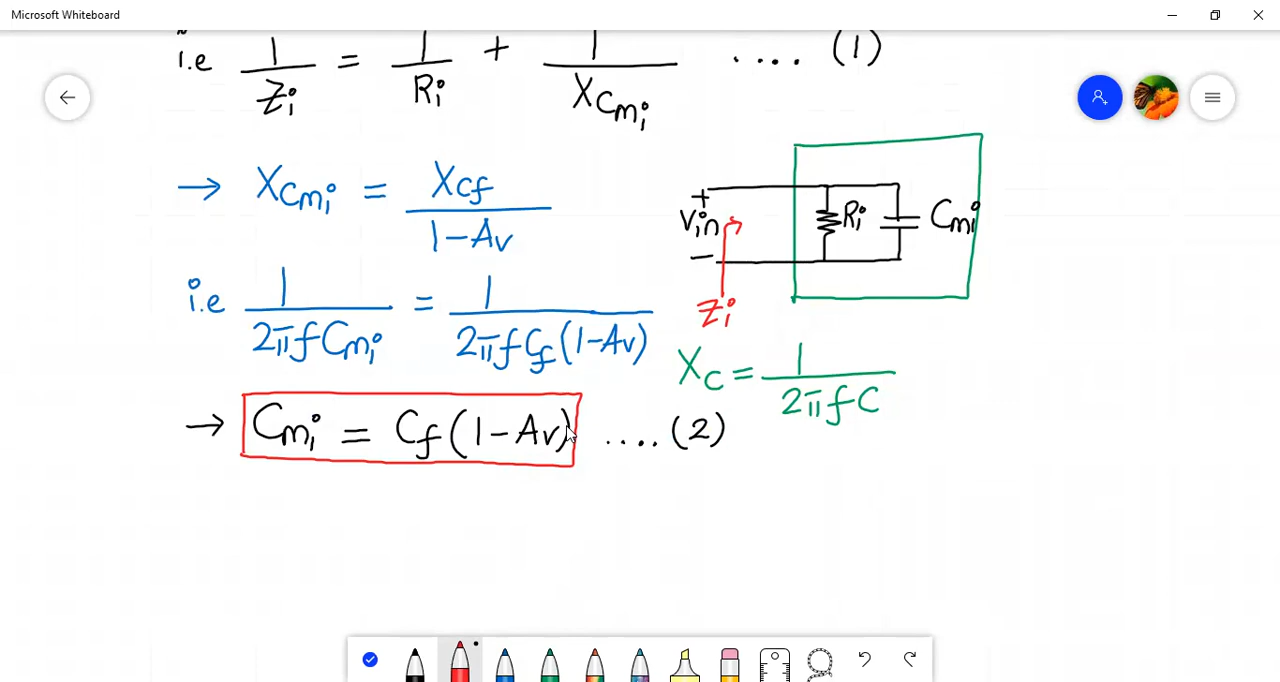 Microsoft Whiteboard
i.e 1/Zi = 1/Ri + 1/XCmi .... (1)
→ XCmi = XCf/(1-Av)
+
Vin
−
Ri
Cmi
Zi
i.e 1/(2πfCmi) = 1/(2πfCf(1-Av))
XC = 1/(2πfC)
→ Cmi = Cf(1-Av) .... (2)